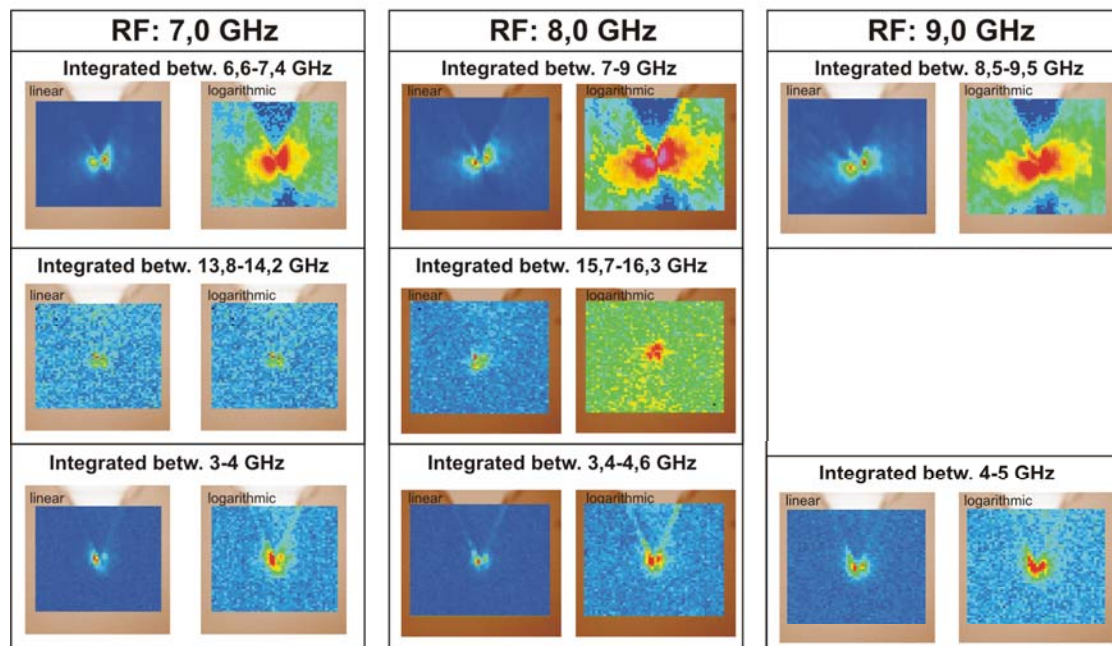 RF: 7,0 GHz
Integrated betw. 6,6-7,4 GHz
linear
logarithmic
Integrated betw. 13,8-14,2 GHz
linear
logarithmic
Integrated betw. 3-4 GHz
linear
logarithmic
RF: 8,0 GHz
Integrated betw. 7-9 GHz
linear
logarithmic
Integrated betw. 15,7-16,3 GHz
linear
logarithmic
Integrated betw. 3,4-4,6 GHz
linear
logarithmic
RF: 9,0 GHz
Integrated betw. 8,5-9,5 GHz
linear
logarithmic
Integrated betw. 4-5 GHz
linear
logarithmic